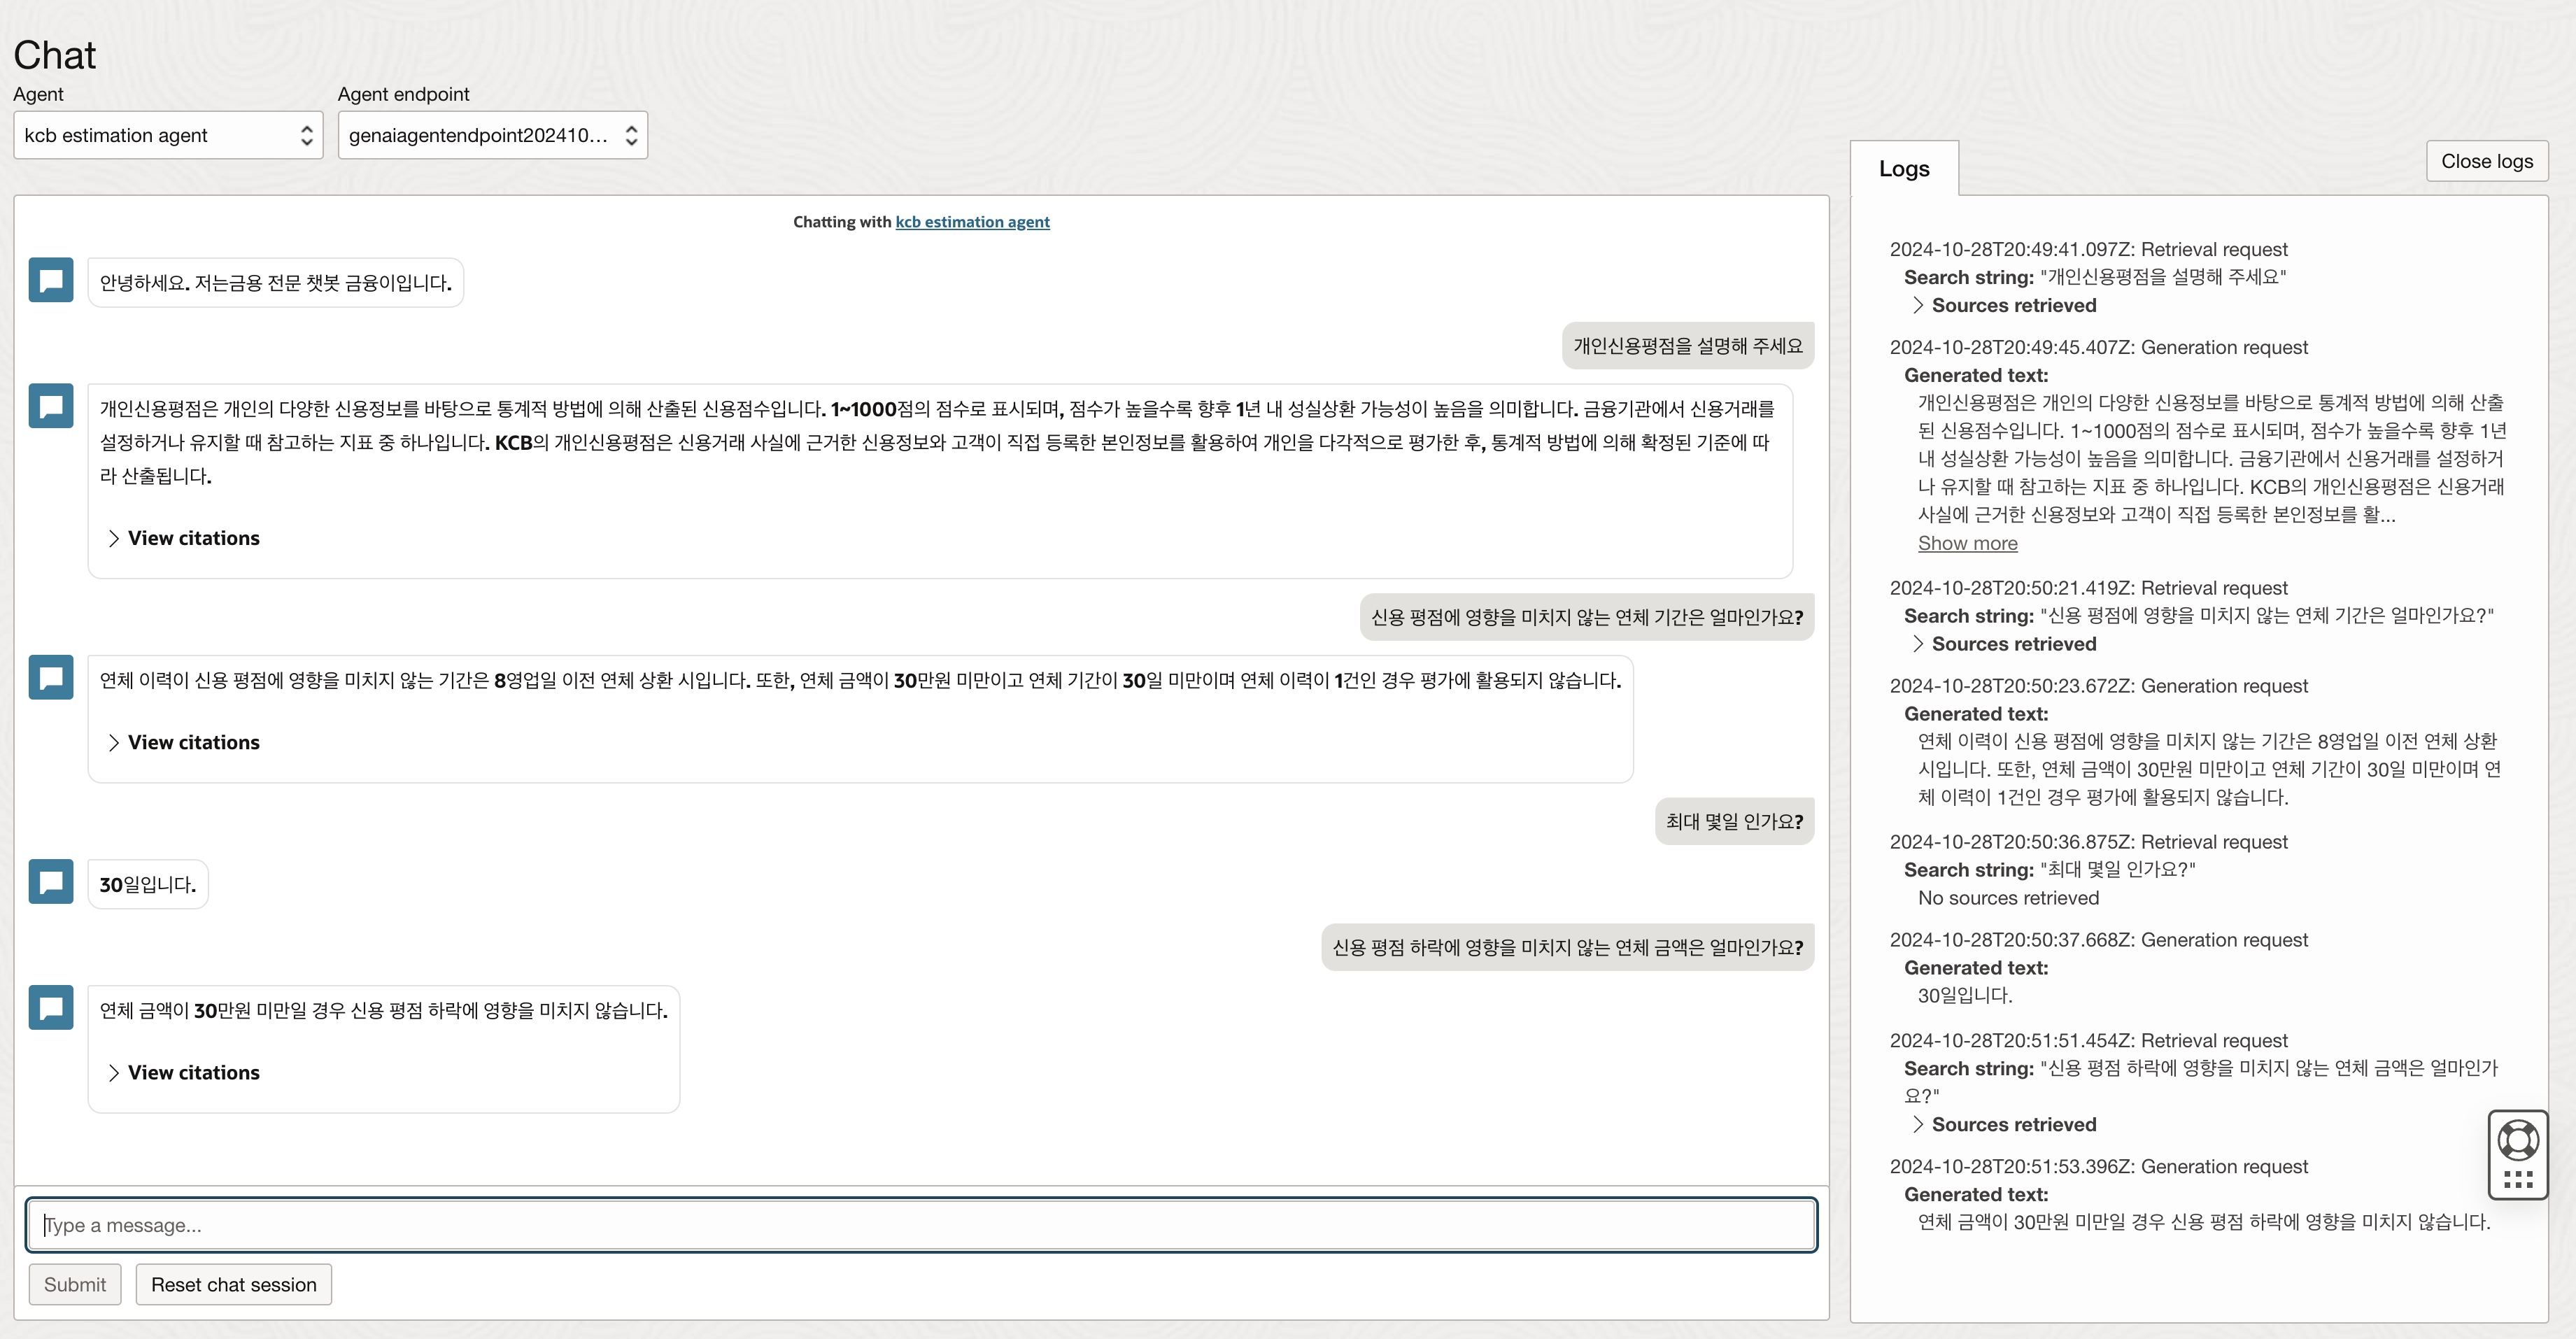 Chat
Agent
Agent endpoint
kcb estimation agent
genaiagentendpoint202410...
Chatting with kcb estimation agent
안녕하세요. 저는금융 전문 챗봇 금융이입니다.
개인신용평점을 설명해 주세요
개인신용평점은 개인의 다양한 신용정보를 바탕으로 통계적 방법에 의해 산출된 신용점수입니다. 1~1000점의 점수로 표시되며, 점수가 높을수록 향후 1년 내 성실상환 가능성이 높음을 의미합니다. 금융기관에서 신용거래를
설정하거나 유지할 때 참고하는 지표 중 하나입니다. KCB의 개인신용평점은 신용거래 사실에 근거한 신용정보와 고객이 직접 등록한 본인정보를 활용하여 개인을 다각적으로 평가한 후, 통계적 방법에 의해 확정된 기준에 따
라 산출됩니다.
View citations
신용 평점에 영향을 미치지 않는 연체 기간은 얼마인가요?
연체 이력이 신용 평점에 영향을 미치지 않는 기간은 8영업일 이전 연체 상환 시입니다. 또한, 연체 금액이 30만원 미만이고 연체 기간이 30일 미만이며 연체 이력이 1건인 경우 평가에 활용되지 않습니다.
View citations
최대 몇일 인가요?
30일입니다.
신용 평점 하락에 영향을 미치지 않는 연체 금액은 얼마인가요?
연체 금액이 30만원 미만일 경우 신용 평점 하락에 영향을 미치지 않습니다.
View citations
Type a message...
Submit
Reset chat session
Logs
Close logs
2024-10-28T20:49:41.097Z: Retrieval request
Search string: "개인신용평점을 설명해 주세요"
Sources retrieved
2024-10-28T20:49:45.407Z: Generation request
Generated text:
개인신용평점은 개인의 다양한 신용정보를 바탕으로 통계적 방법에 의해 산출
된 신용점수입니다. 1~1000점의 점수로 표시되며, 점수가 높을수록 향후 1년
내 성실상환 가능성이 높음을 의미합니다. 금융기관에서 신용거래를 설정하거
나 유지할 때 참고하는 지표 중 하나입니다. KCB의 개인신용평점은 신용거래
사실에 근거한 신용정보와 고객이 직접 등록한 본인정보를 활...
Show more
2024-10-28T20:50:21.419Z: Retrieval request
Search string: "신용 평점에 영향을 미치지 않는 연체 기간은 얼마인가요?"
Sources retrieved
2024-10-28T20:50:23.672Z: Generation request
Generated text:
연체 이력이 신용 평점에 영향을 미치지 않는 기간은 8영업일 이전 연체 상환
시입니다. 또한, 연체 금액이 30만원 미만이고 연체 기간이 30일 미만이며 연
체 이력이 1건인 경우 평가에 활용되지 않습니다.
2024-10-28T20:50:36.875Z: Retrieval request
Search string: "최대 몇일 인가요?"
No sources retrieved
2024-10-28T20:50:37.668Z: Generation request
Generated text:
30일입니다.
2024-10-28T20:51:51.454Z: Retrieval request
Search string: "신용 평점 하락에 영향을 미치지 않는 연체 금액은 얼마인가
요?"
Sources retrieved
2024-10-28T20:51:53.396Z: Generation request
Generated text:
연체 금액이 30만원 미만일 경우 신용 평점 하락에 영향을 미치지 않습니다.